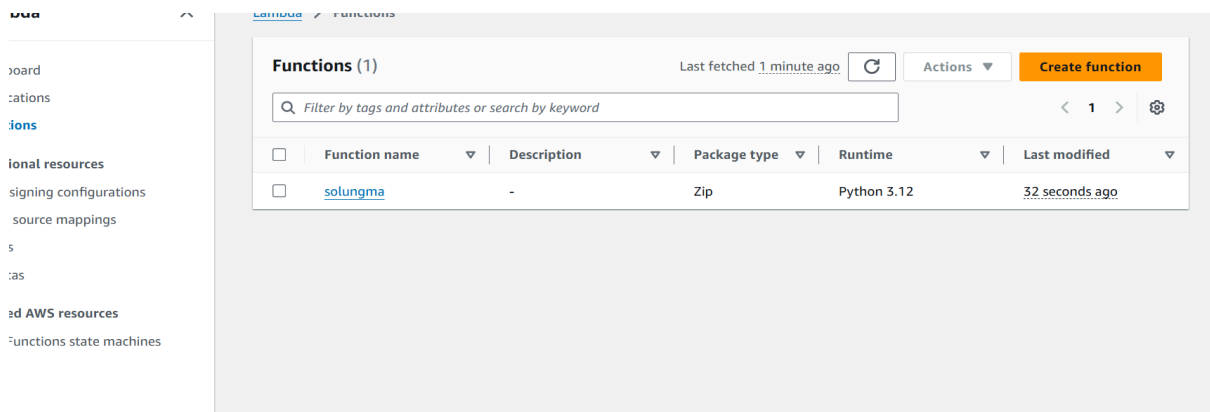 Lambda > Functions
board
cations
tions
ional resources
signing configurations
source mappings
s
cas
ed AWS resources
Functions state machines
Functions (1)
Last fetched 1 minute ago
Actions
Create function
Filter by tags and attributes or search by keyword
1
Function name
Description
Package type
Runtime
Last modified
solungma
-
Zip
Python 3.12
32 seconds ago